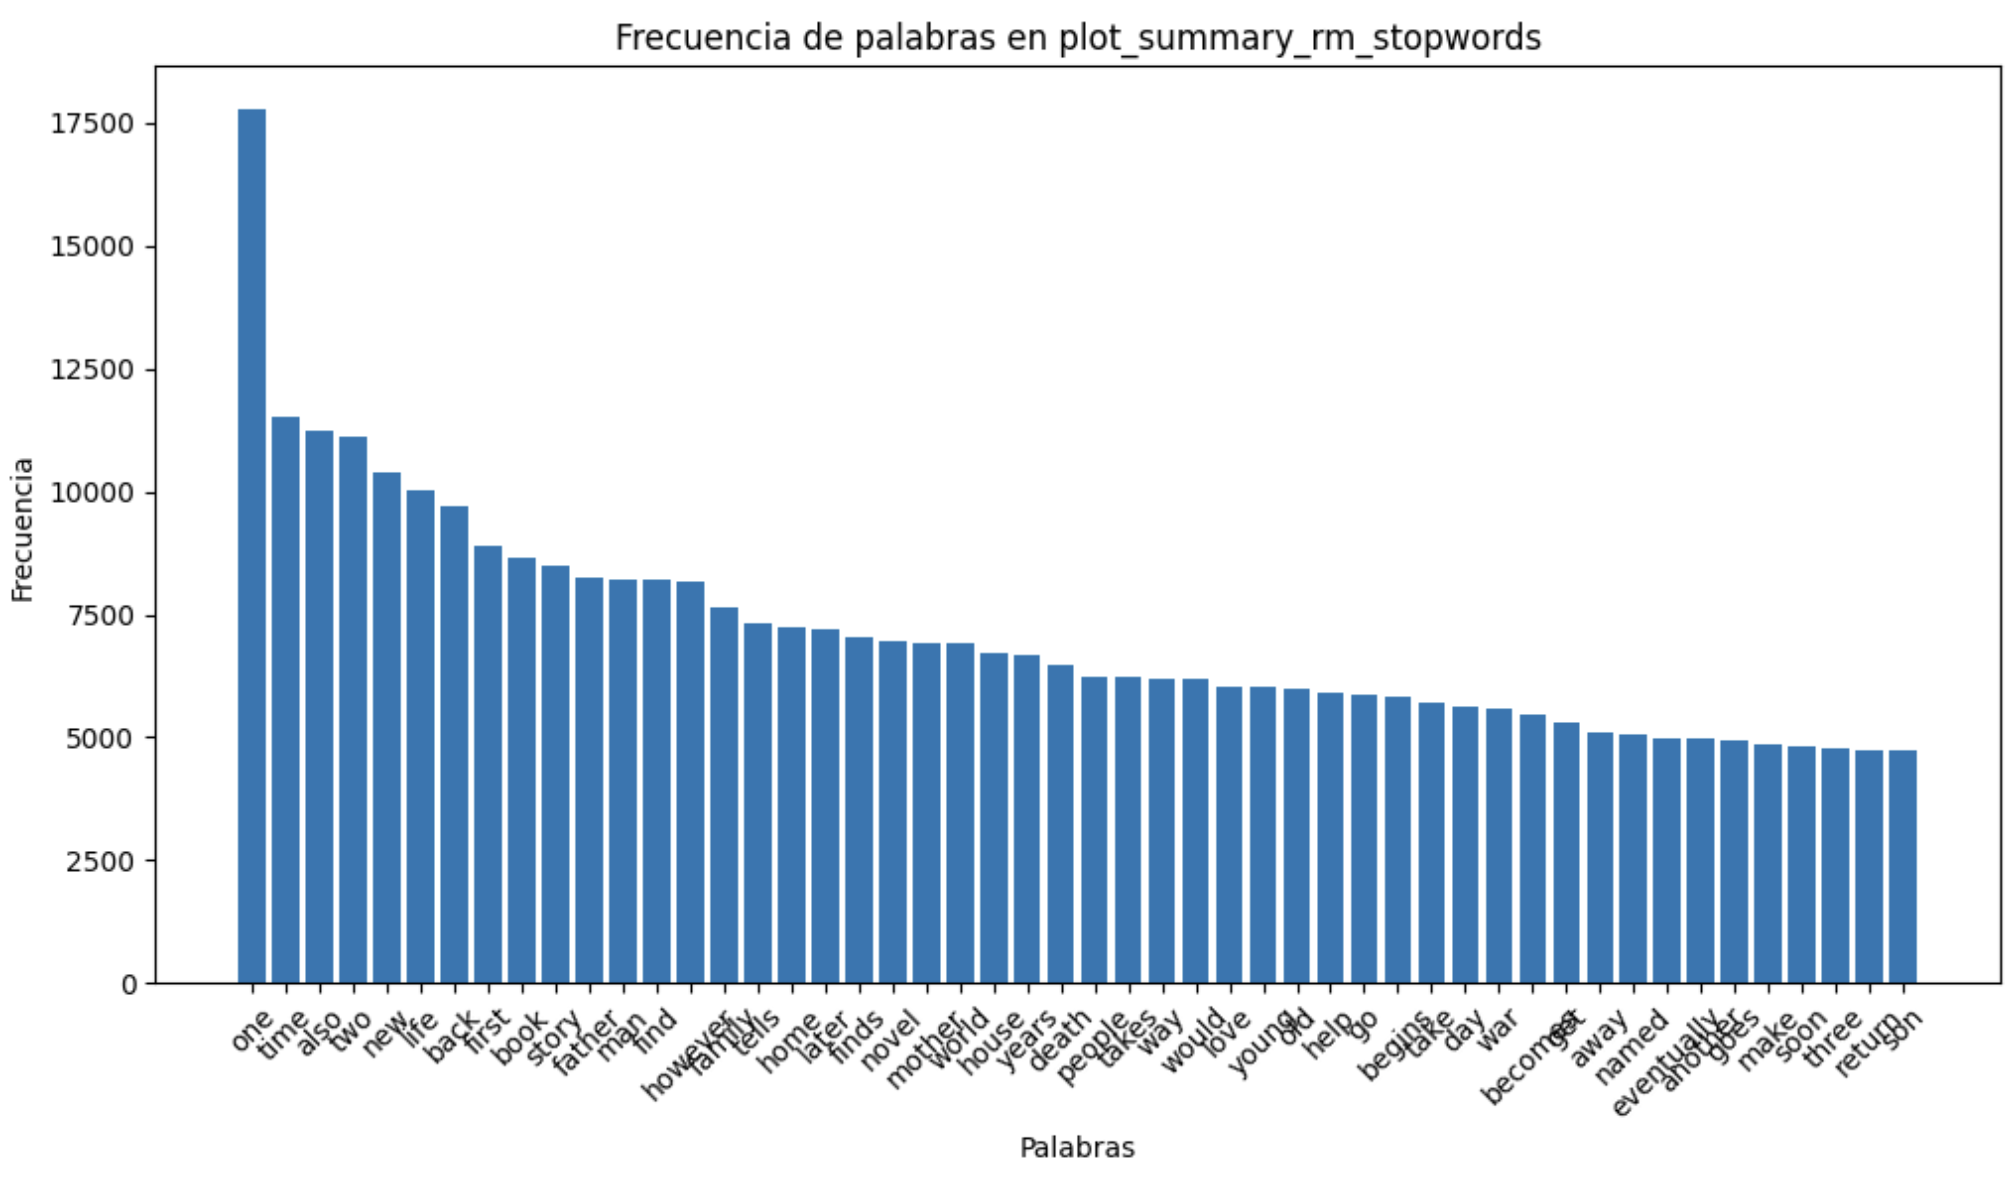 Frecuencia de palabras en plot_summary_rm_stopwords
17500
15000
12500
10000
7500
5000
2500
0
Frecuencia
one
time
also
two
new
life
back
first
book
story
father
man
find
however
family
tells
home
later
finds
novel
mother
world
house
years
death
people
takes
way
would
love
young
old
help
go
begins
take
day
war
becomes
get
away
named
eventually
another
goes
make
soon
three
return
son
Palabras